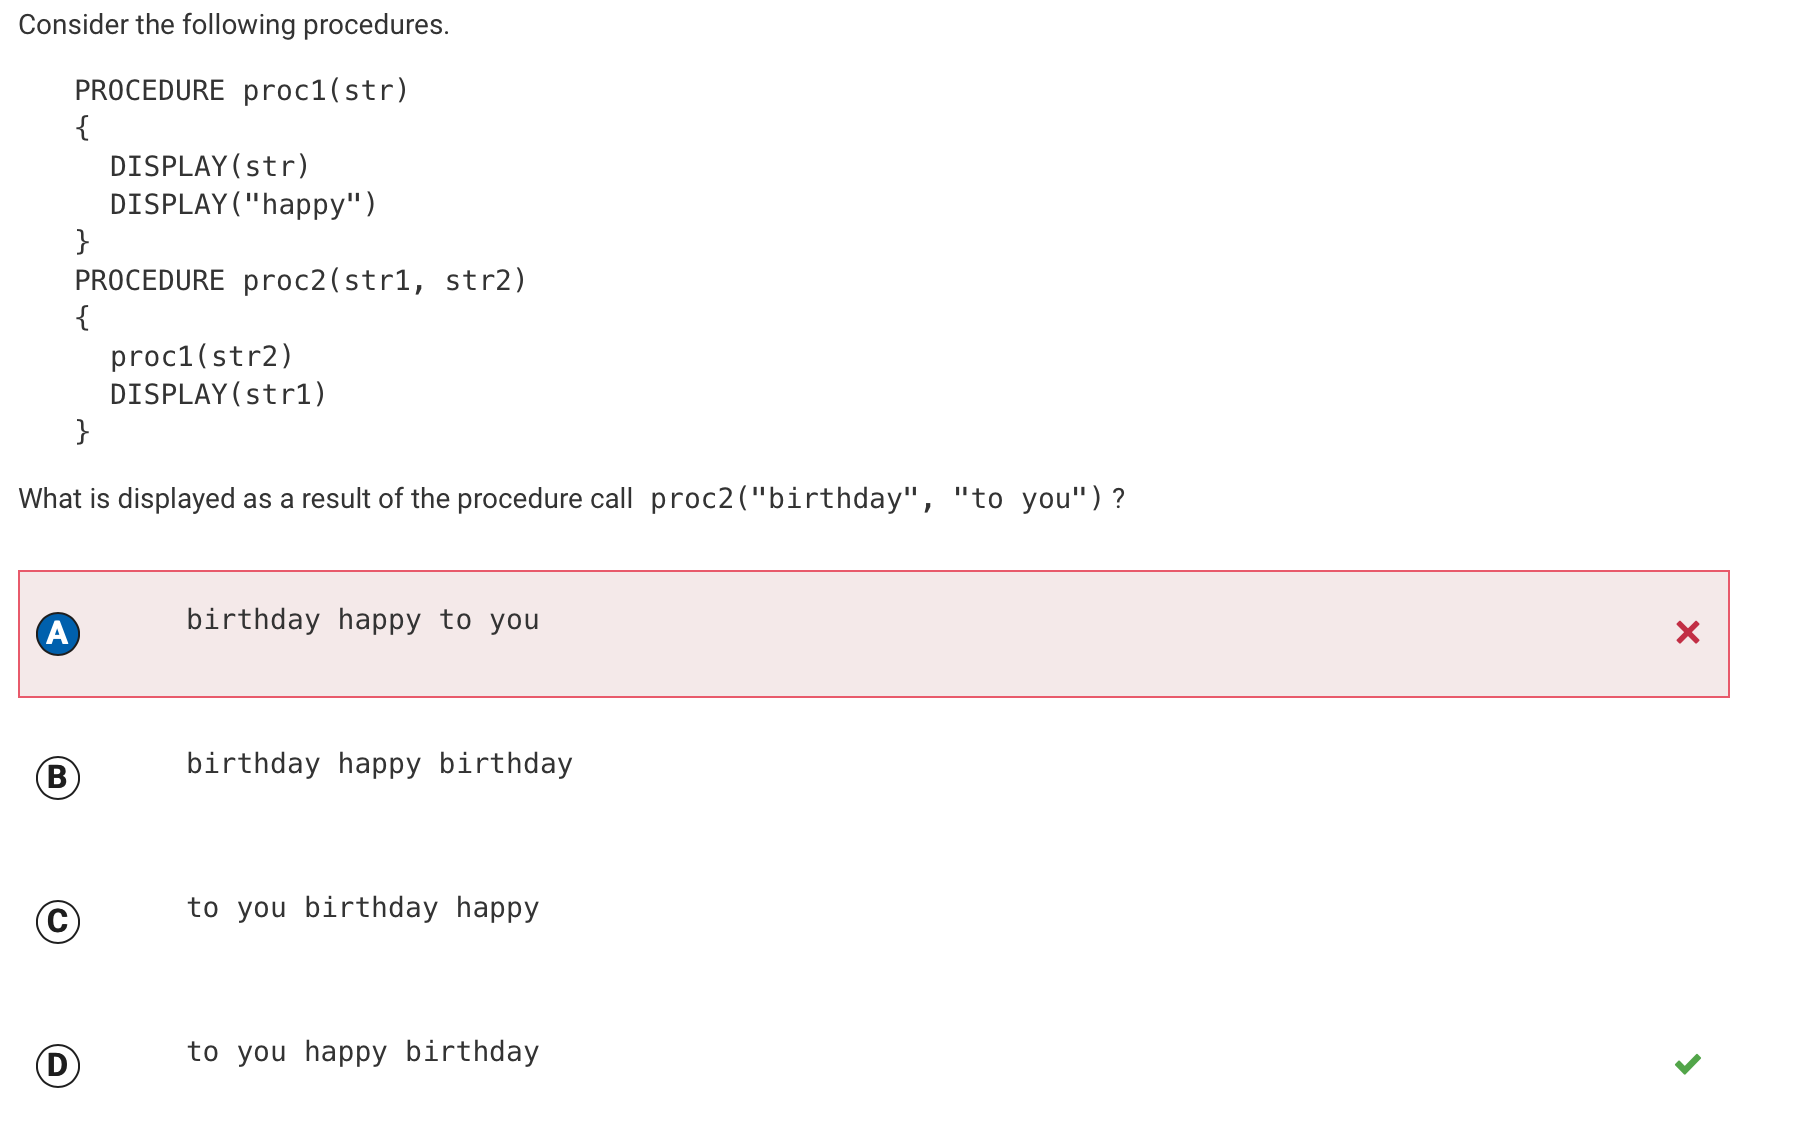 Consider the following procedures.
PROCEDURE proc1(str)
{
DISPLAY(str)
DISPLAY("happy")
}
PROCEDURE proc2(str1, str2)
{
proc1(str2)
DISPLAY(str1)
}
What is displayed as a result of the procedure call proc2("birthday", "to you") ?
A birthday happy to you
B birthday happy birthday
C to you birthday happy
D to you happy birthday